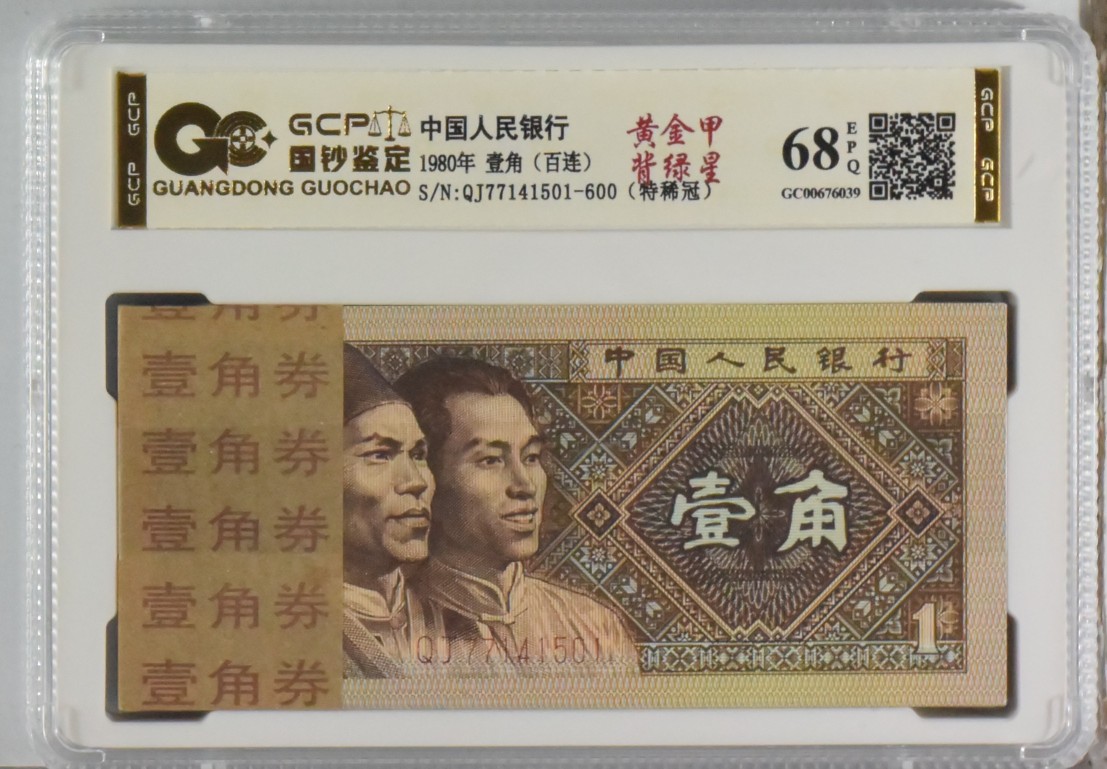 GCP
GCP
GC
GCP
国钞鉴定
GUANGDONG GUOCHAO
中国人民银行
1980年 壹角（百连）
S/N:QJ77141501-600（特稀冠）
黄金甲
背绿星
68
EPQ
GC00676039
GCP
GCP
壹角券
壹角券
壹角券
壹角券
壹角券
壹角券
中国人民银行
壹角
QJ77141501
1